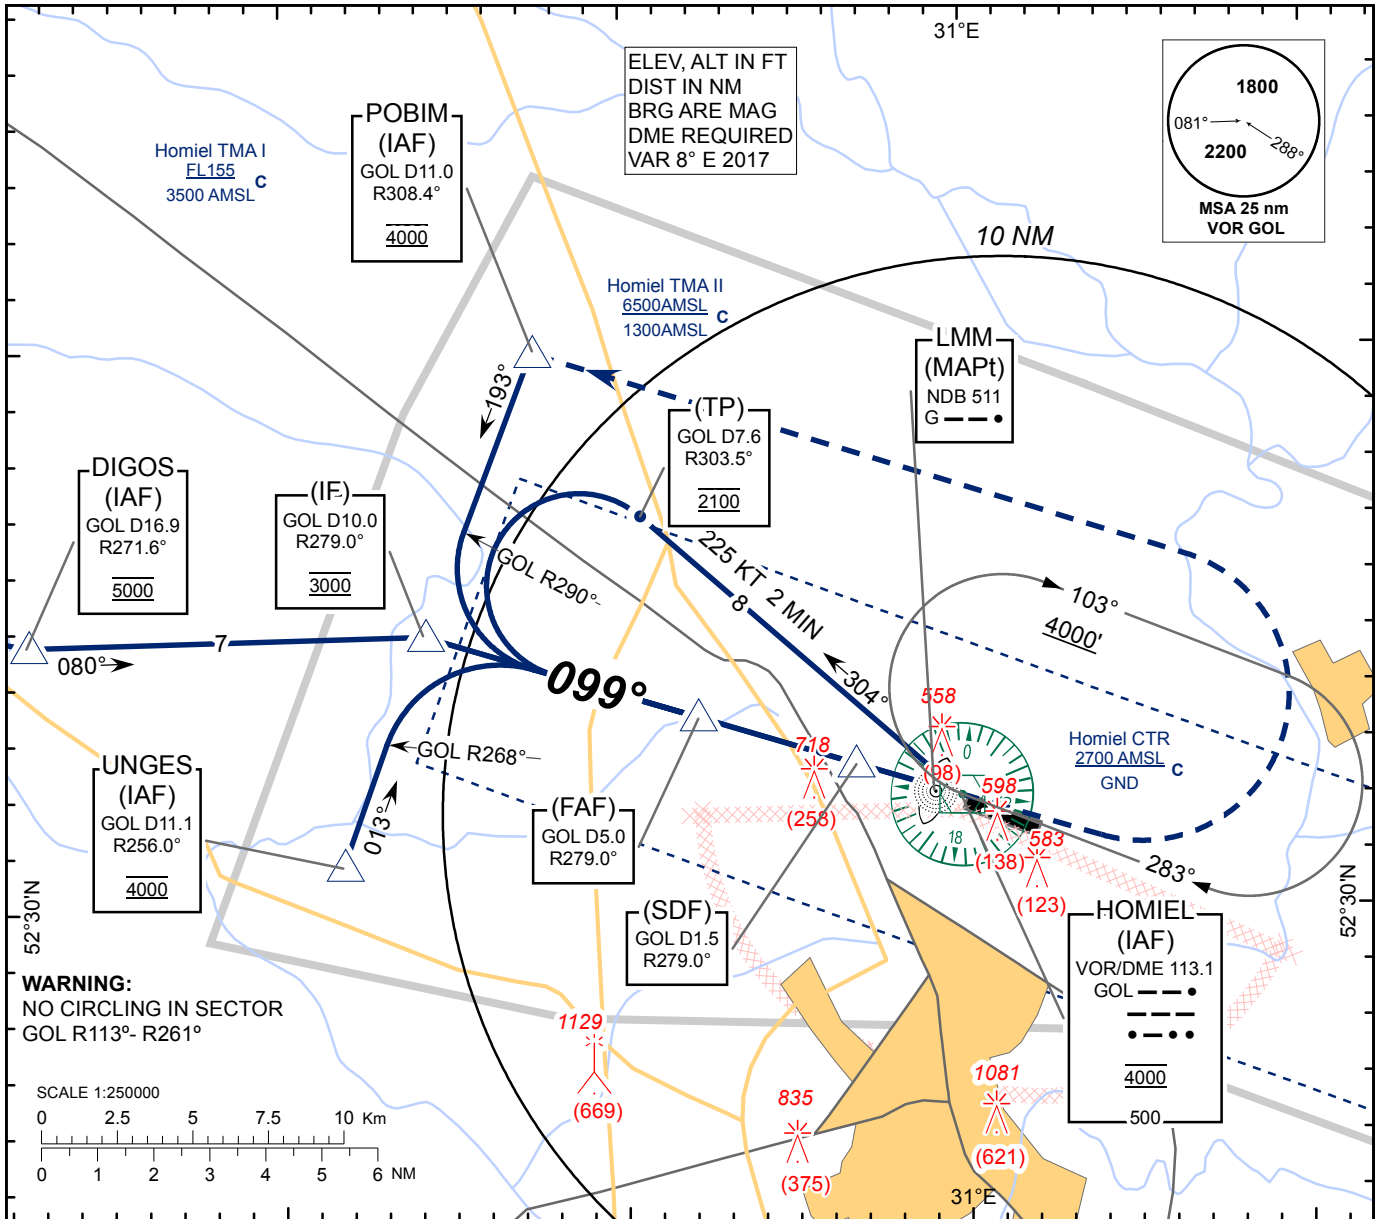 31°E
ELEV, ALT IN FT
DIST IN NM
BRG ARE MAG
DME REQUIRED
VAR 8° E 2017
1800
081°
288°
2200
MSA 25 nm
VOR GOL
POBIM
(IAF)
GOL D11.0
R308.4°
4000
Homiel TMA I
FL155
3500 AMSL
C
10 NM
Homiel TMA II
6500AMSL
1300AMSL
C
LMM
(MAPt)
NDB 511
G
193°
(TP)
GOL D7.6
R303.5°
2100
DIGOS
(IAF)
GOL D16.9
R271.6°
5000
(IF)
GOL D10.0
R279.0°
3000
GOL R290°
225 KT 2 MIN
8
304°
103°
4000'
7
080°
099°
558
0
Homiel CTR
2700 AMSL
GND
C
718
(98)
598
(258)
18
583
(138)
(123)
283°
GOL R268°
UNGES
(IAF)
GOL D11.1
R256.0°
4000
013°
(FAF)
GOL D5.0
R279.0°
(SDF)
GOL D1.5
R279.0°
HOMIEL
(IAF)
VOR/DME 113.1
GOL
4000
500
52°30'N
52°30'N
WARNING:
NO CIRCLING IN SECTOR
GOL R113º- R261º
1129
(669)
835
(375)
1081
(621)
SCALE 1:250000
0 2.5 5 7.5 10 Km
0 1 2 3 4 5 6 NM
31°E